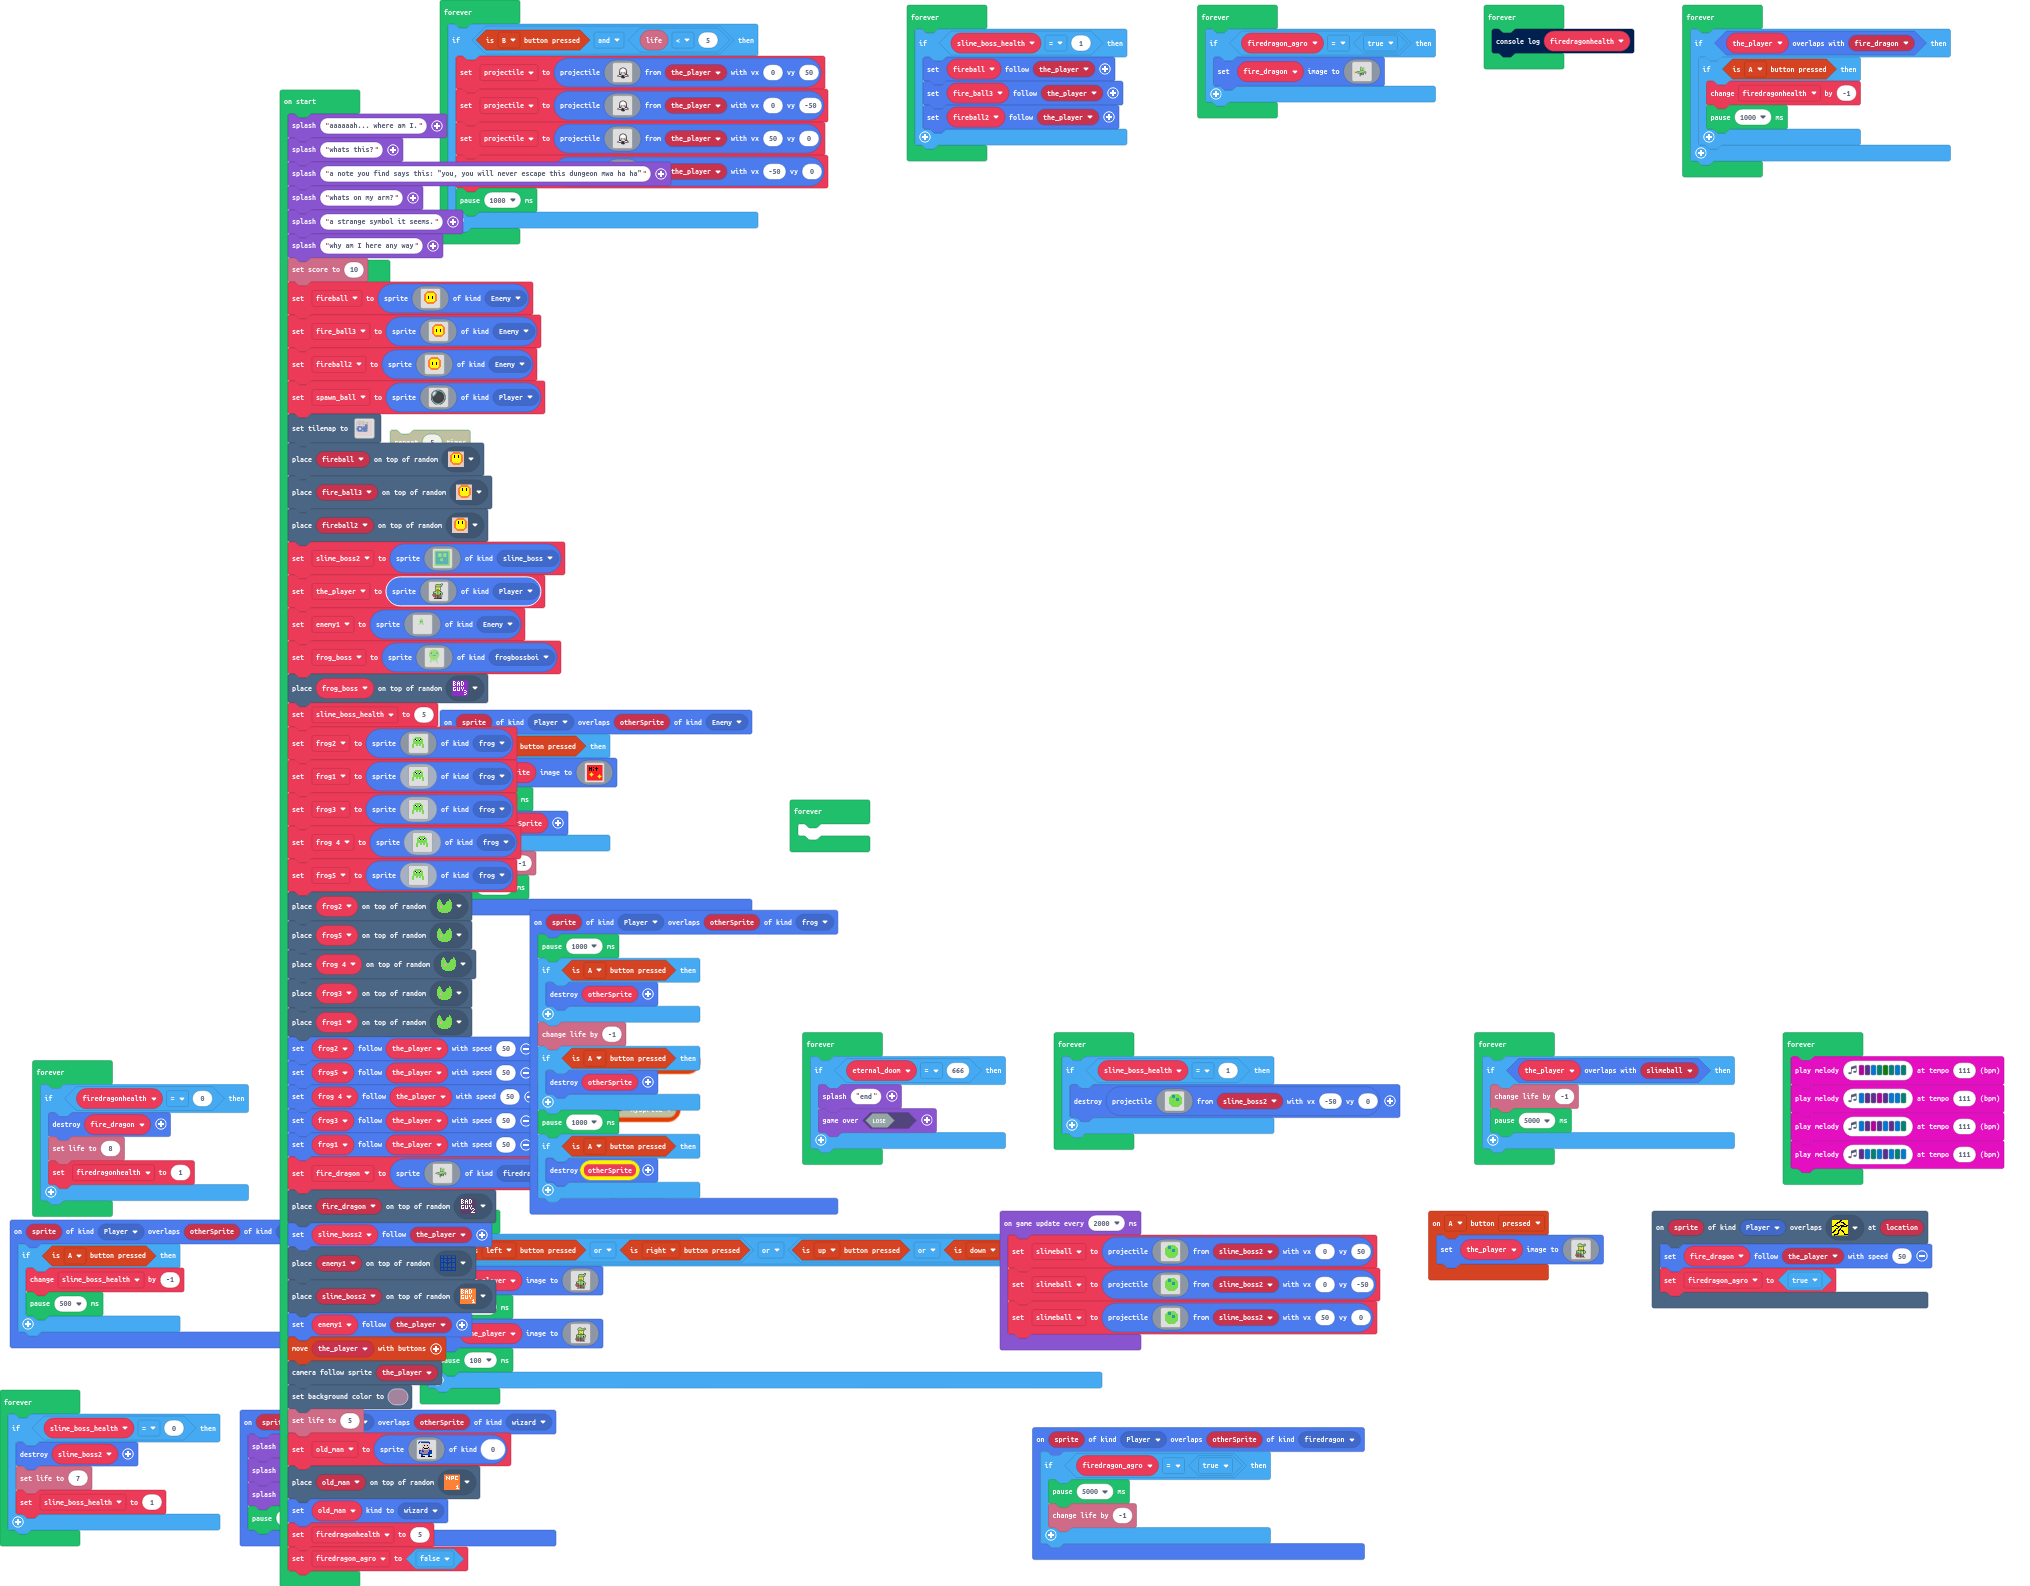 forever
if is B button pressed and life < 5 then
set projectile to projectile from the_player with vx 0 vy 50
set projectile to projectile from the_player with vx 0 vy -50
set projectile to projectile from the_player with vx 50 vy 0
the_player with vx -50 vy 0
pause 1000 ms
forever
if slime_boss_health = 1 then
set fireball follow the_player
set fire_ball3 follow the_player
set fireball2 follow the_player
forever
if firedragon_agro = true then
set fire_dragon image to
forever
console log firedragonhealth
forever
if the_player overlaps with fire_dragon then
if is A button pressed then
change firedragonhealth by -1
pause 1000 ms
on start
splash "aaaaaah... where am I."
splash "whats this?"
splash "a note you find says this: "you, you will never escape this dungeon mwa ha ha""
splash "whats on my arm?"
splash "a strange symbol it seems."
splash "why am I here any way"
set score to 10
set fireball to sprite of kind Enemy
set fire_ball3 to sprite of kind Enemy
set fireball2 to sprite of kind Enemy
set spawn_ball to sprite of kind Player
set tilemap to
place fireball on top of random
place fire_ball3 on top of random
place fireball2 on top of random
set slime_boss2 to sprite of kind slime_boss
set the_player to sprite of kind Player
set enemy1 to sprite of kind Enemy
set frog_boss to sprite of kind frogbossboi
place frog_boss on top of random BAD GUY 3
set slime_boss_health to 5
set frog2 to sprite of kind frog
set frog1 to sprite of kind frog
set frog3 to sprite of kind frog
set frog 4 to sprite of kind frog
set frog5 to sprite of kind frog
place frog2 on top of random
place frog5 on top of random
place frog 4 on top of random
place frog3 on top of random
place frog1 on top of random
set frog2 follow the_player with speed 50
set frog5 follow the_player with speed 50
set frog 4 follow the_player with speed 50
set frog3 follow the_player with speed 50
set frog1 follow the_player with speed 50
set fire_dragon to sprite of kind firedra
place fire_dragon on top of random BAD GUY 2
set slime_boss2 follow the_player
place enemy1 on top of random
place slime_boss2 on top of random BAD GUY 1
set enemy1 follow the_player
move the_player with buttons
camera follow sprite the_player
set background color to
set life to 5
set old_man to sprite of kind 0
place old_man on top of random NPC 1
set old_man kind to wizard
set firedragonhealth to 5
set firedragon_agro to false
on sprite of kind Player overlaps otherSprite of kind Enemy
button pressed then
image to
ms
Sprite
-1
ms
forever
on sprite of kind Player overlaps otherSprite of kind frog
pause 1000 ms
if is A button pressed then
destroy otherSprite
change life by -1
if is A button pressed then
destroy otherSprite
pause 1000 ms
if is A button pressed then
destroy otherSprite
forever
if eternal_doom = 666 then
splash "end"
game over LOSE
forever
if slime_boss_health = 1 then
destroy projectile from slime_boss2 with vx -50 vy 0
forever
if the_player overlaps with slimeball then
change life by -1
pause 5000 ms
forever
play melody at tempo 111 (bpm)
play melody at tempo 111 (bpm)
play melody at tempo 111 (bpm)
play melody at tempo 111 (bpm)
forever
if firedragonhealth = 0 then
destroy fire_dragon
set life to 8
set firedragonhealth to 1
on sprite of kind Player overlaps otherSprite of kind
if is A button pressed then
change slime_boss_health by -1
pause 500 ms
left button pressed or is right button pressed or is up button pressed or is down
image to
ms
the_player image to
pause 100 ms
on game update every 2000 ms
set slimeball to projectile from slime_boss2 with vx 0 vy 50
set slimeball to projectile from slime_boss2 with vx 0 vy -50
set slimeball to projectile from slime_boss2 with vx 50 vy 0
on A button pressed
set the_player image to
on sprite of kind Player overlaps at location
set fire_dragon follow the_player with speed 50
set firedragon_agro to true
forever
if slime_boss_health = 0 then
destroy slime_boss2
set life to 7
set slime_boss_health to 1
on overlaps otherSprite of kind wizard
splash
splash
splash
pause
on sprite of kind Player overlaps otherSprite of kind firedragon
if firedragon_agro = true then
pause 5000 ms
change life by -1